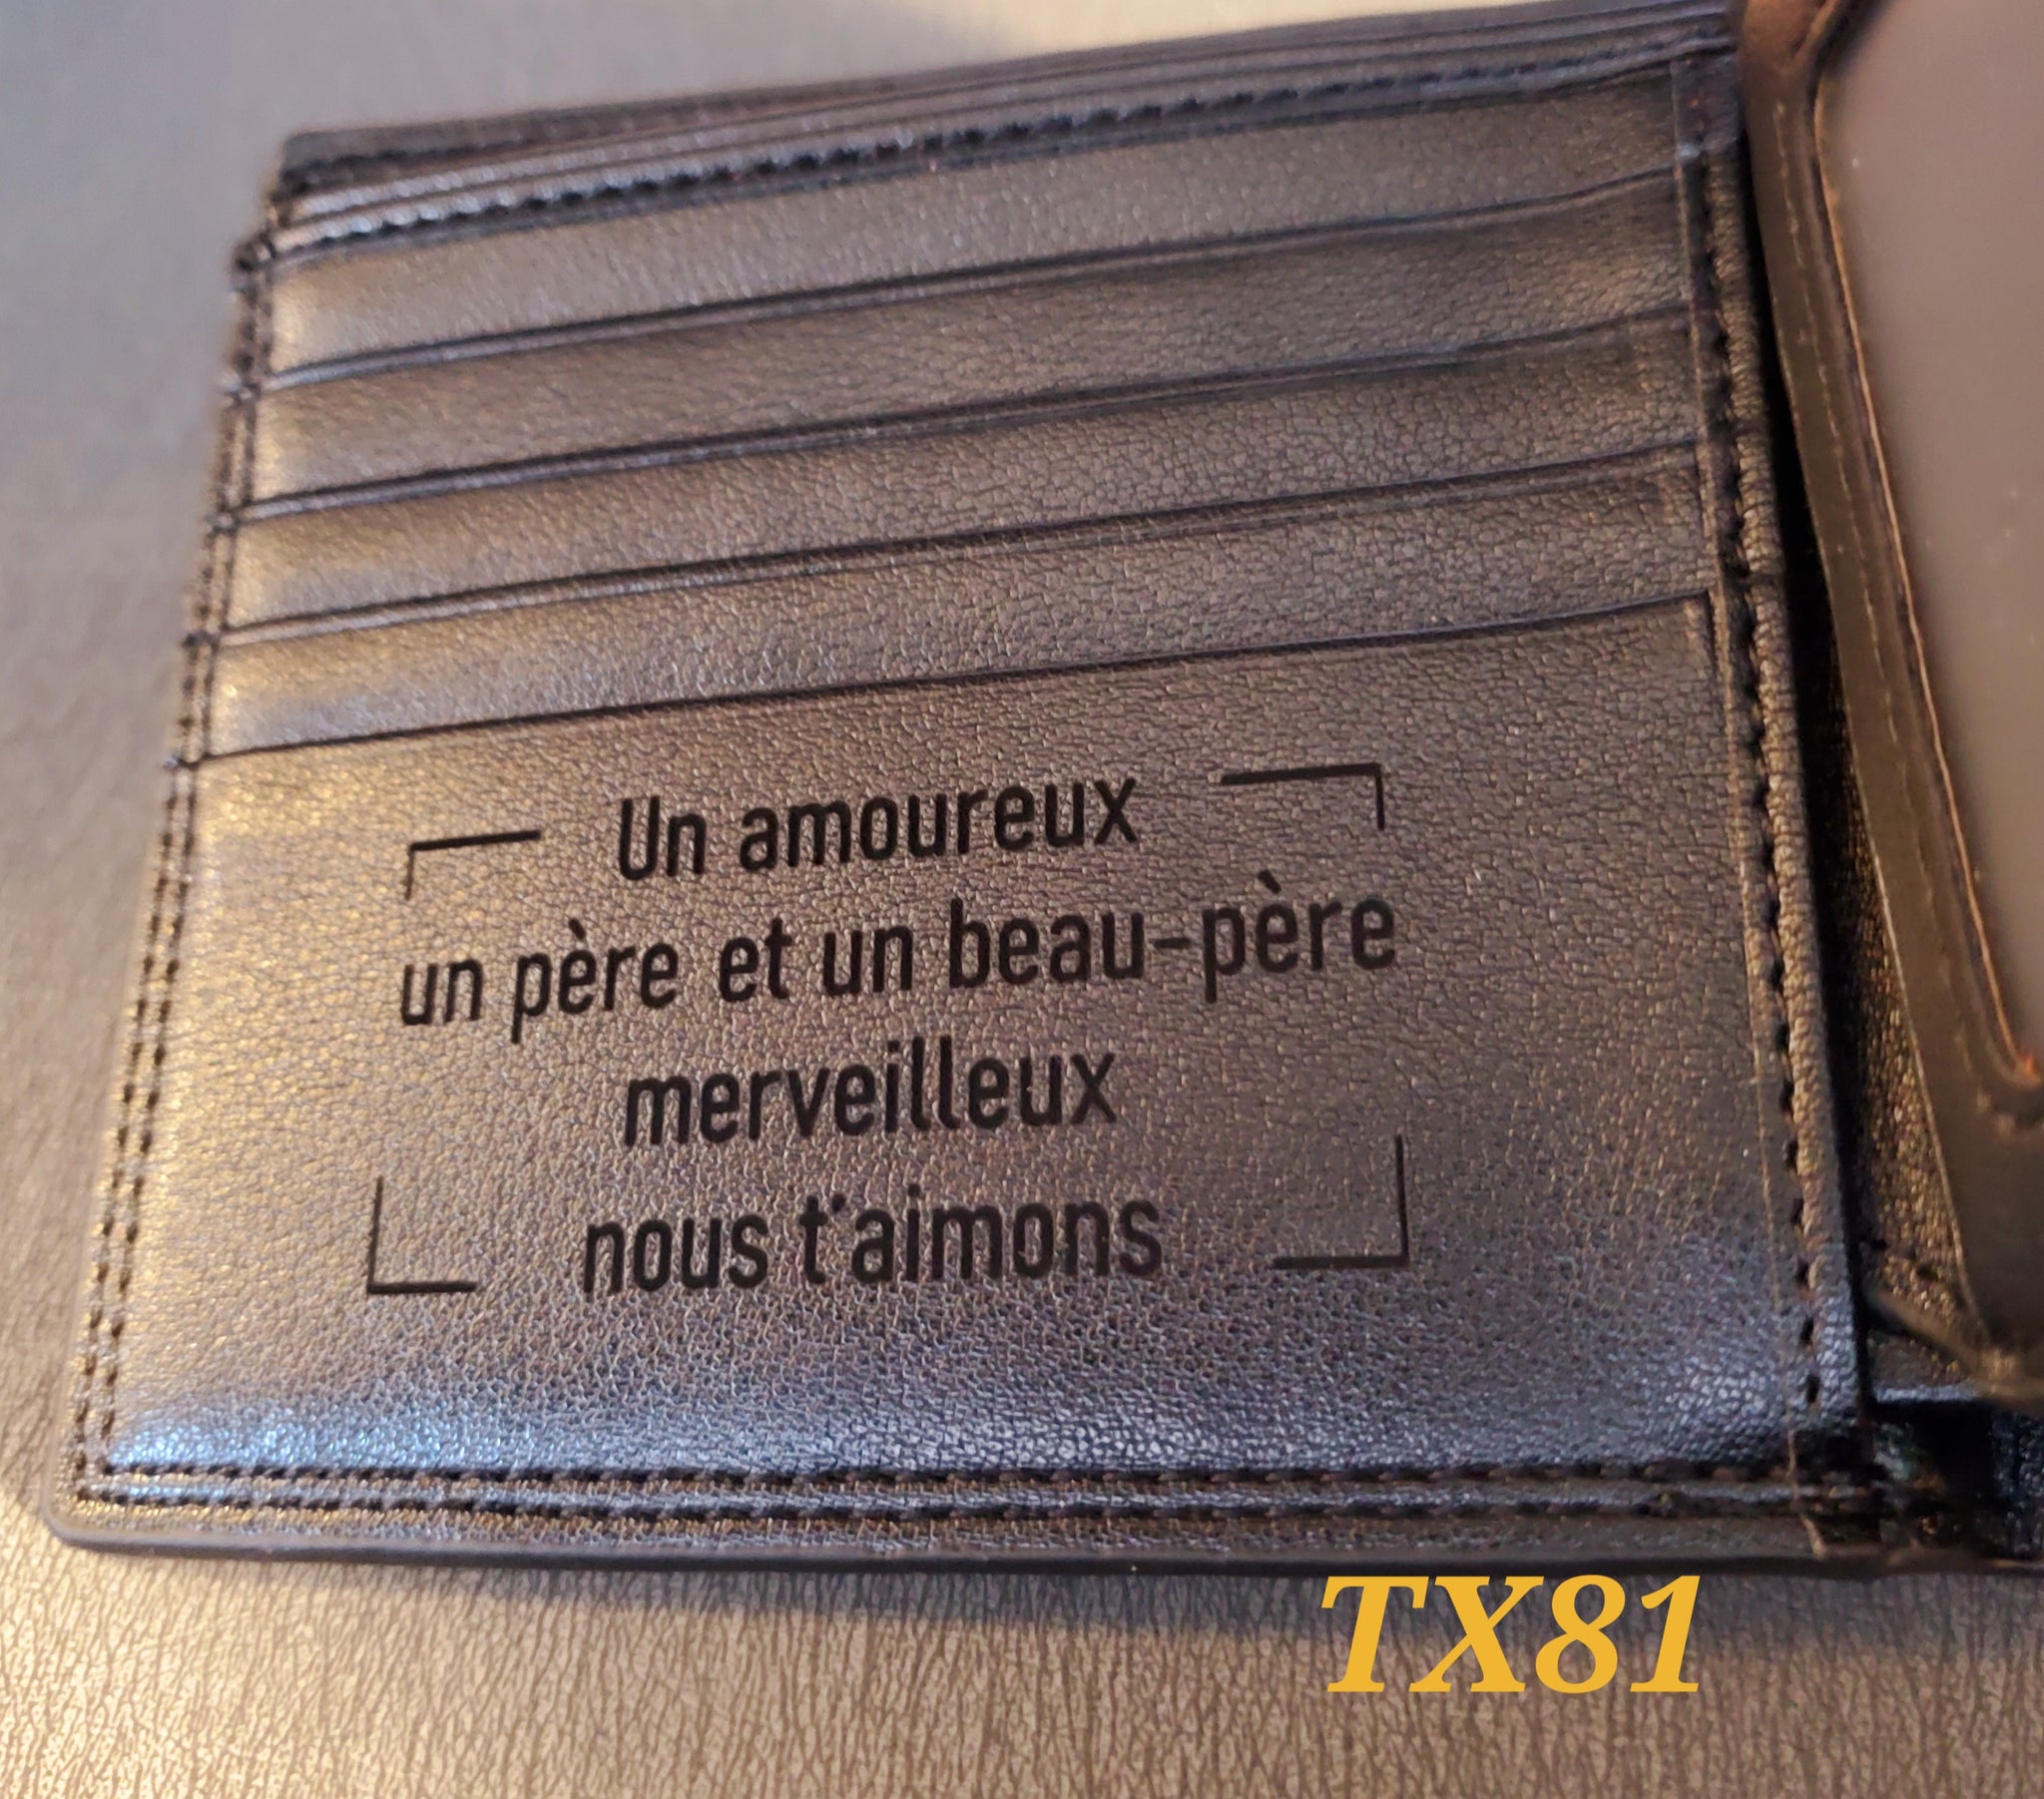 Un amoureux
un père et un beau-père
merveilleux
nous t'aimons
TX81